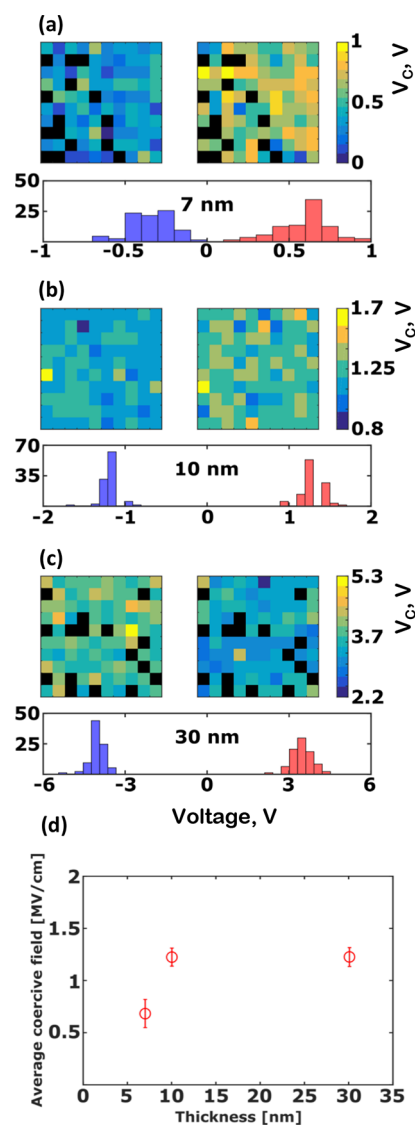 (a)
1
0.5
0
V_C, V
50
25
7 nm
-1 -0.5 0 0.5 1
(b)
1.7
1.25
0.8
V_C, V
70
35
10 nm
-2 -1 0 1 2
(c)
5.3
3.7
2.2
V_C, V
50
25
30 nm
-6 -3 0 3 6
Voltage, V
(d)
Average coercive field [MV/cm]
2
1.5
1
0.5
0 5 10 15 20 25 30 35
Thickness [nm]